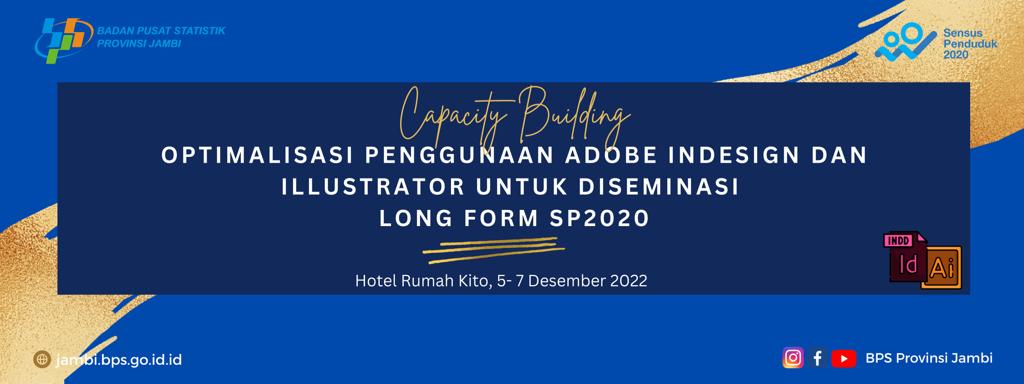 BADAN PUSAT STATISTIK
PROVINSI JAMBI
Sensus
Penduduk
2020
Capacity Building
OPTIMALISASI PENGGUNAAN ADOBE INDESIGN DAN
ILLUSTRATOR UNTUK DISEMINASI
LONG FORM SP2020
Hotel Rumah Kito, 5- 7 Desember 2022
INDD
Id
Ai
jambi.bps.go.id.id
BPS Provinsi Jambi